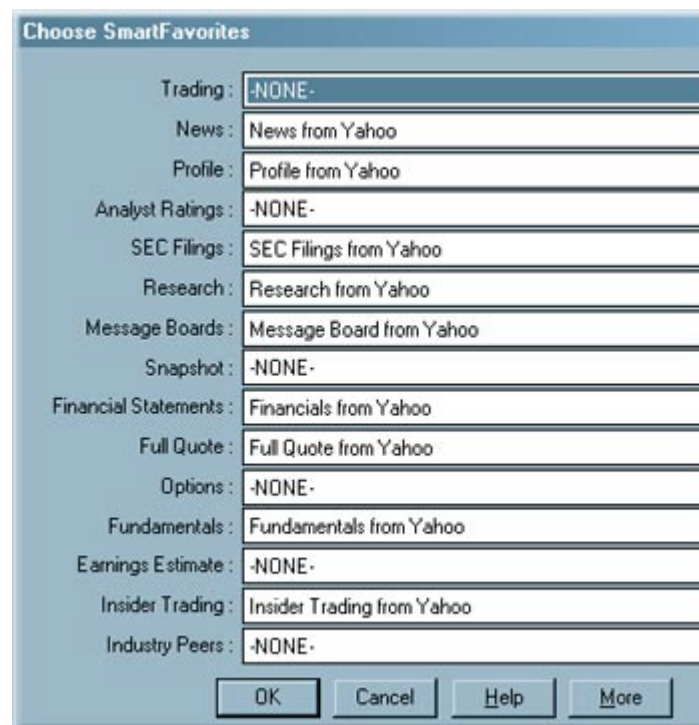 Choose SmartFavorites
Trading : -NONE-
News : News from Yahoo
Profile : Profile from Yahoo
Analyst Ratings : -NONE-
SEC Filings : SEC Filings from Yahoo
Research : Research from Yahoo
Message Boards : Message Board from Yahoo
Snapshot : -NONE-
Financial Statements : Financials from Yahoo
Full Quote : Full Quote from Yahoo
Options : -NONE-
Fundamentals : Fundamentals from Yahoo
Earnings Estimate : -NONE-
Insider Trading : Insider Trading from Yahoo
Industry Peers : -NONE-
OK Cancel Help More